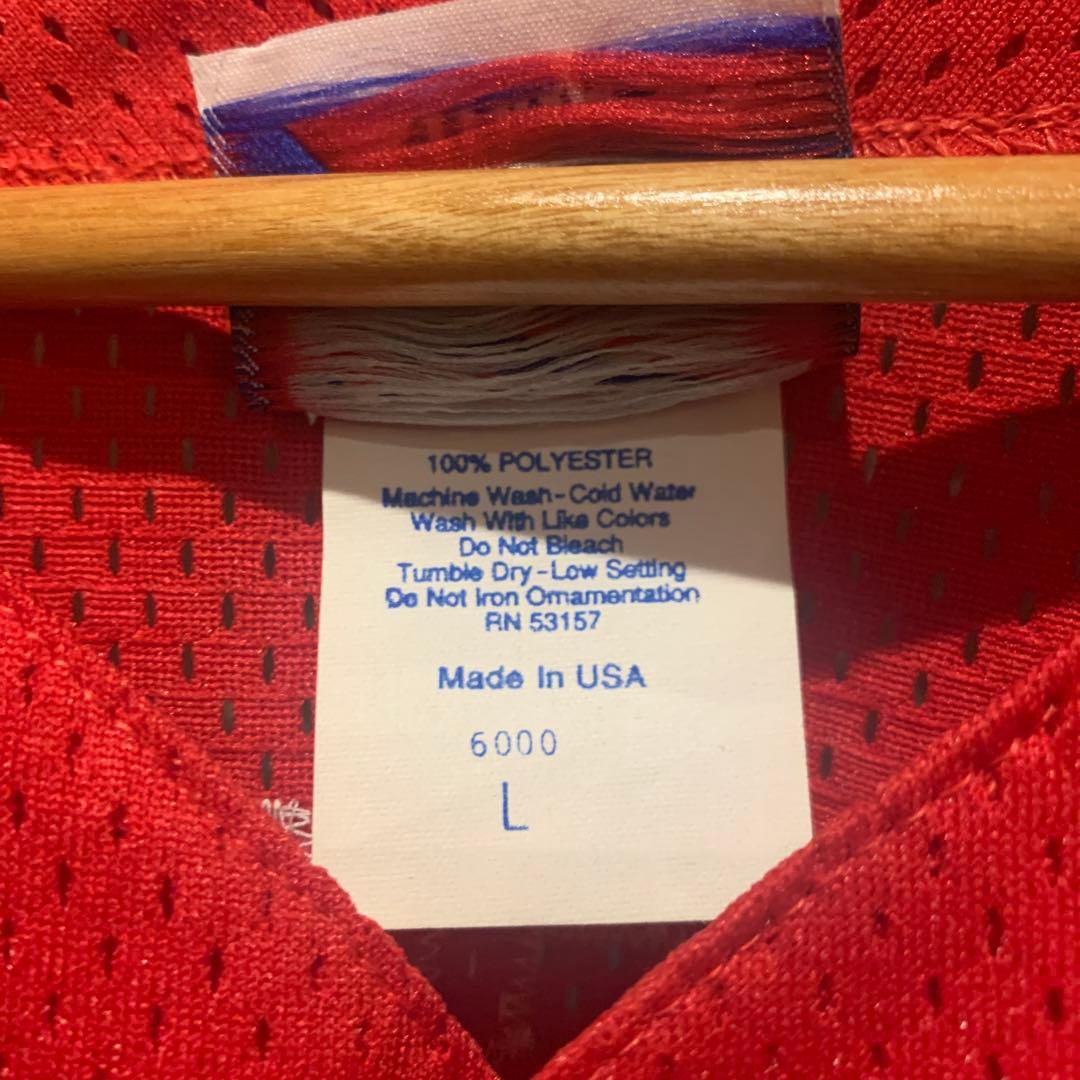 100% POLYESTER
Machine Wash-Cold Water
Wash With Like Colors
Do Not Bleach
Tumble Dry-Low Setting
Do Not Iron Ornamentation
RN 53157
Made In USA
6000
L